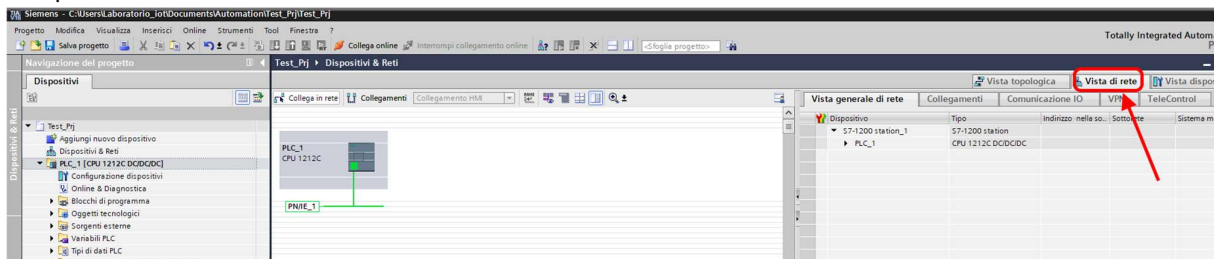 Siemens - C:\Users\Laboratorio_iot\Documents\Automation\Test_Prj\Test_Prj
Progetto Modifica Visualizza Inserisci Online Strumenti Tool Finestra ?
Totally Integrated Autom
Salva progetto Collega online Interrompi collegamento online <Sfoglia progetto>
Navigazione del progetto
Test_Prj Dispositivi & Reti
Dispositivi
Vista topologica Vista di rete Vista dispo
Collega in rete Collegamenti Collegamento HMI
Vista generale di rete Collegamenti Comunicazione IO VPN TeleControl
Dispositivi & Reti
Test_Prj
Aggiungi nuovo dispositivo
Dispositivi & Reti
PLC_1 [CPU 1212C DC/DC/DC]
Configurazione dispositivi
Online & Diagnostica
Blocchi di programma
Oggetti tecnologici
Sorgenti esterne
Variabili PLC
Tipi di dati PLC
PLC_1
CPU 1212C
PN/IE_1
Dispositivo Tipo Indirizzo nella so... Sottorete Sistema m
S7-1200 station_1 S7-1200 station
PLC_1 CPU 1212C DC/DC/DC